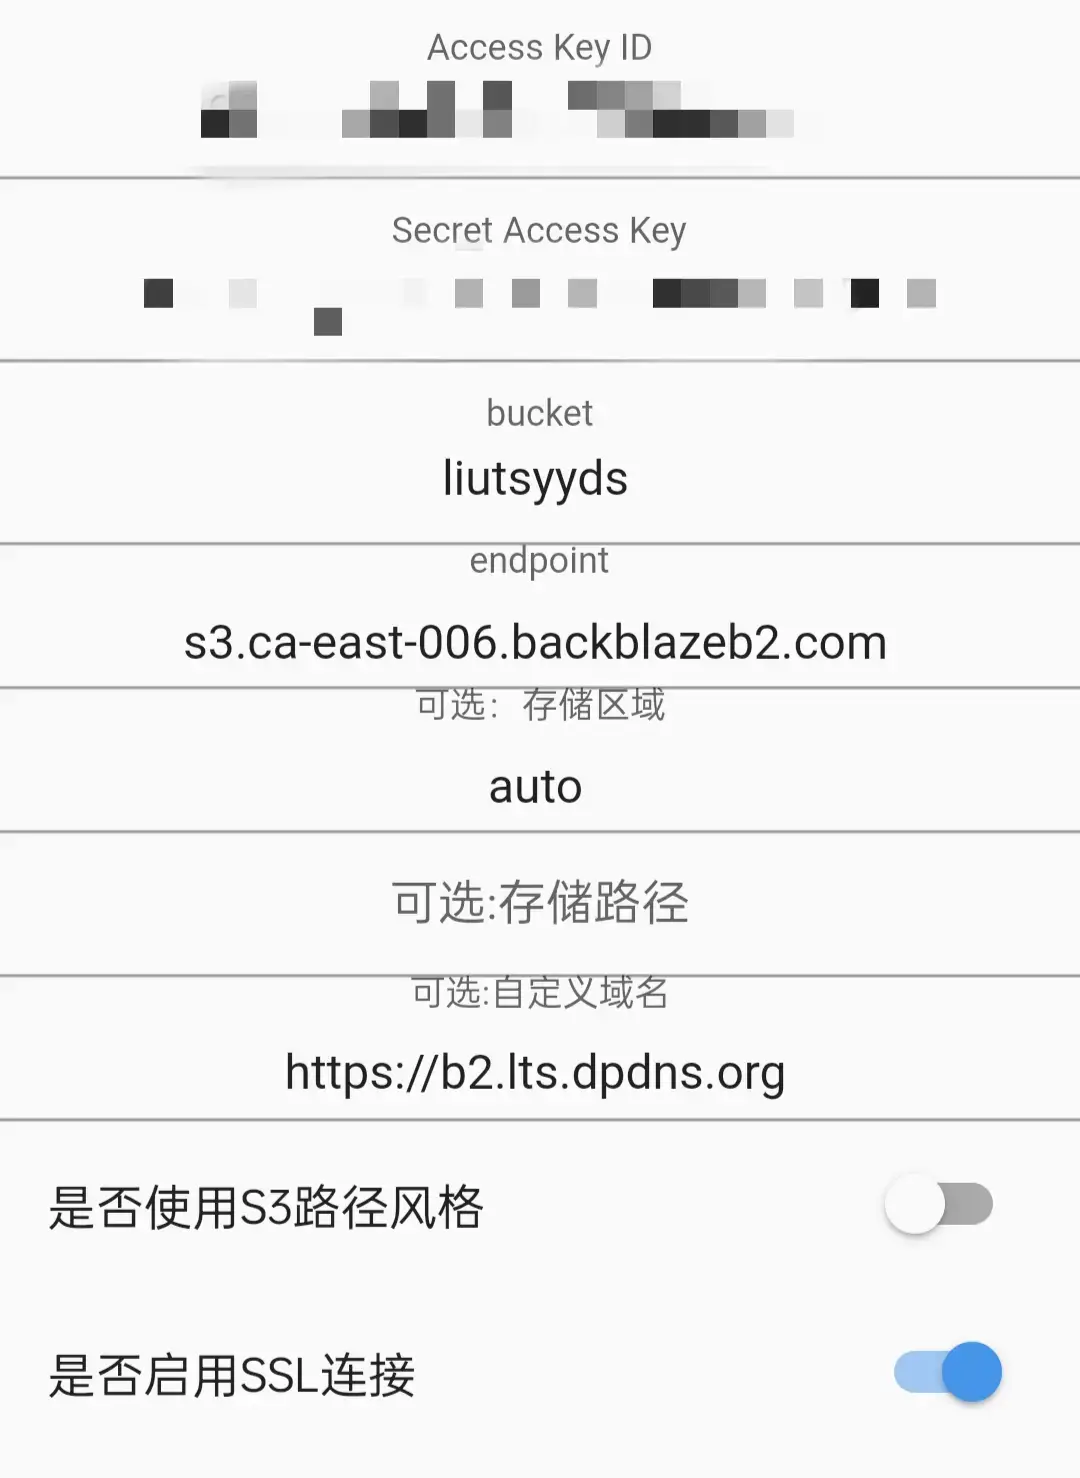 Access Key ID
Secret Access Key
bucket
liutsyyds
endpoint
s3.ca-east-006.backblazeb2.com
可选：存储区域
auto
可选:存储路径
可选:自定义域名
https://b2.lts.dpdns.org
是否使用S3路径风格
是否启用SSL连接